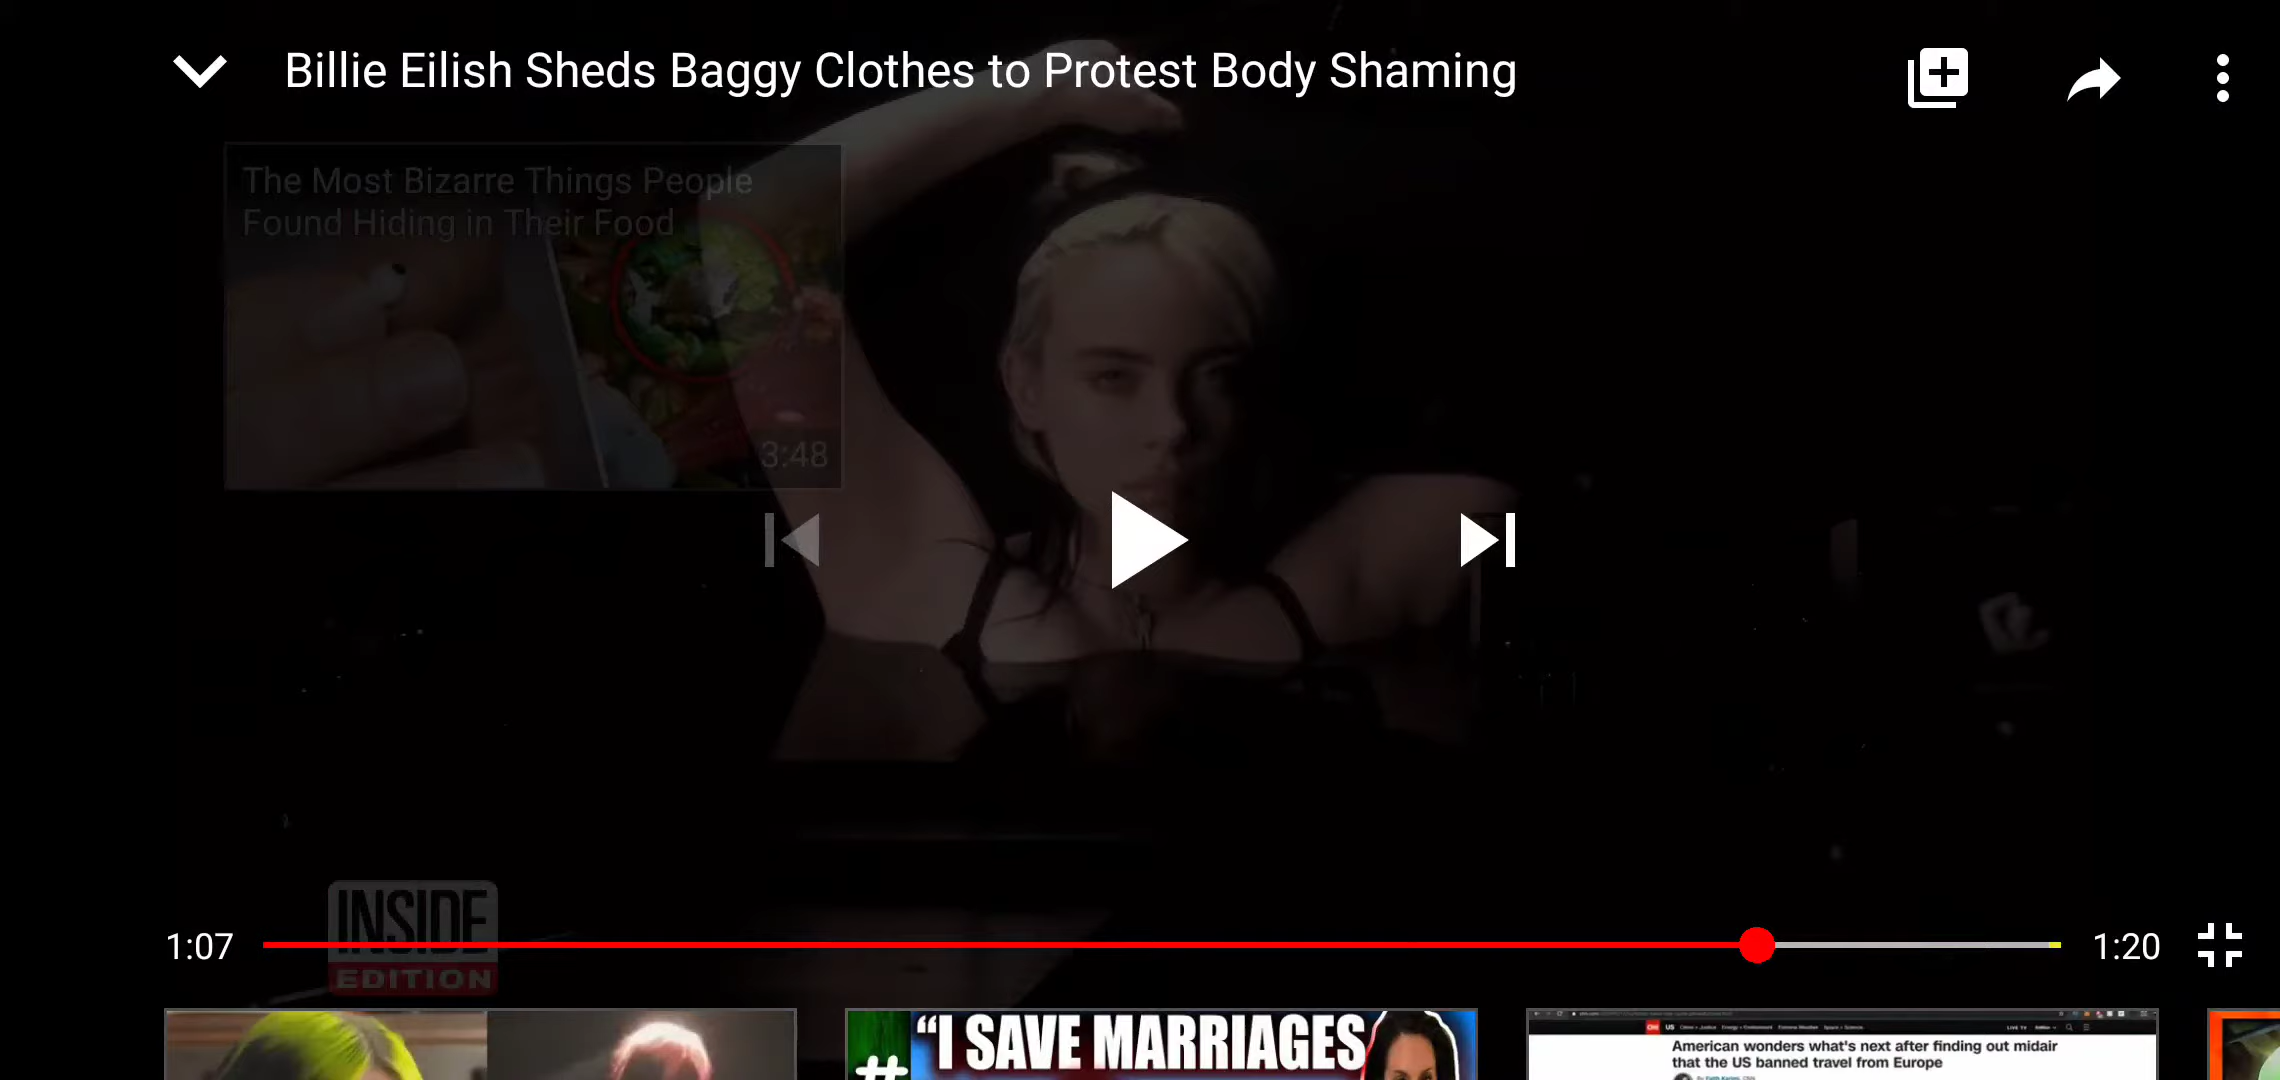 Billie Eilish Sheds Baggy Clothes to Protest Body Shaming
The Most Bizarre Things People
Found Hiding in Their Food
3:48
INSIDE
EDITION
1:07
1:20
“I SAVE MARRIAGES
#
CNN US
American wonders what's next after finding out midair
that the US banned travel from Europe